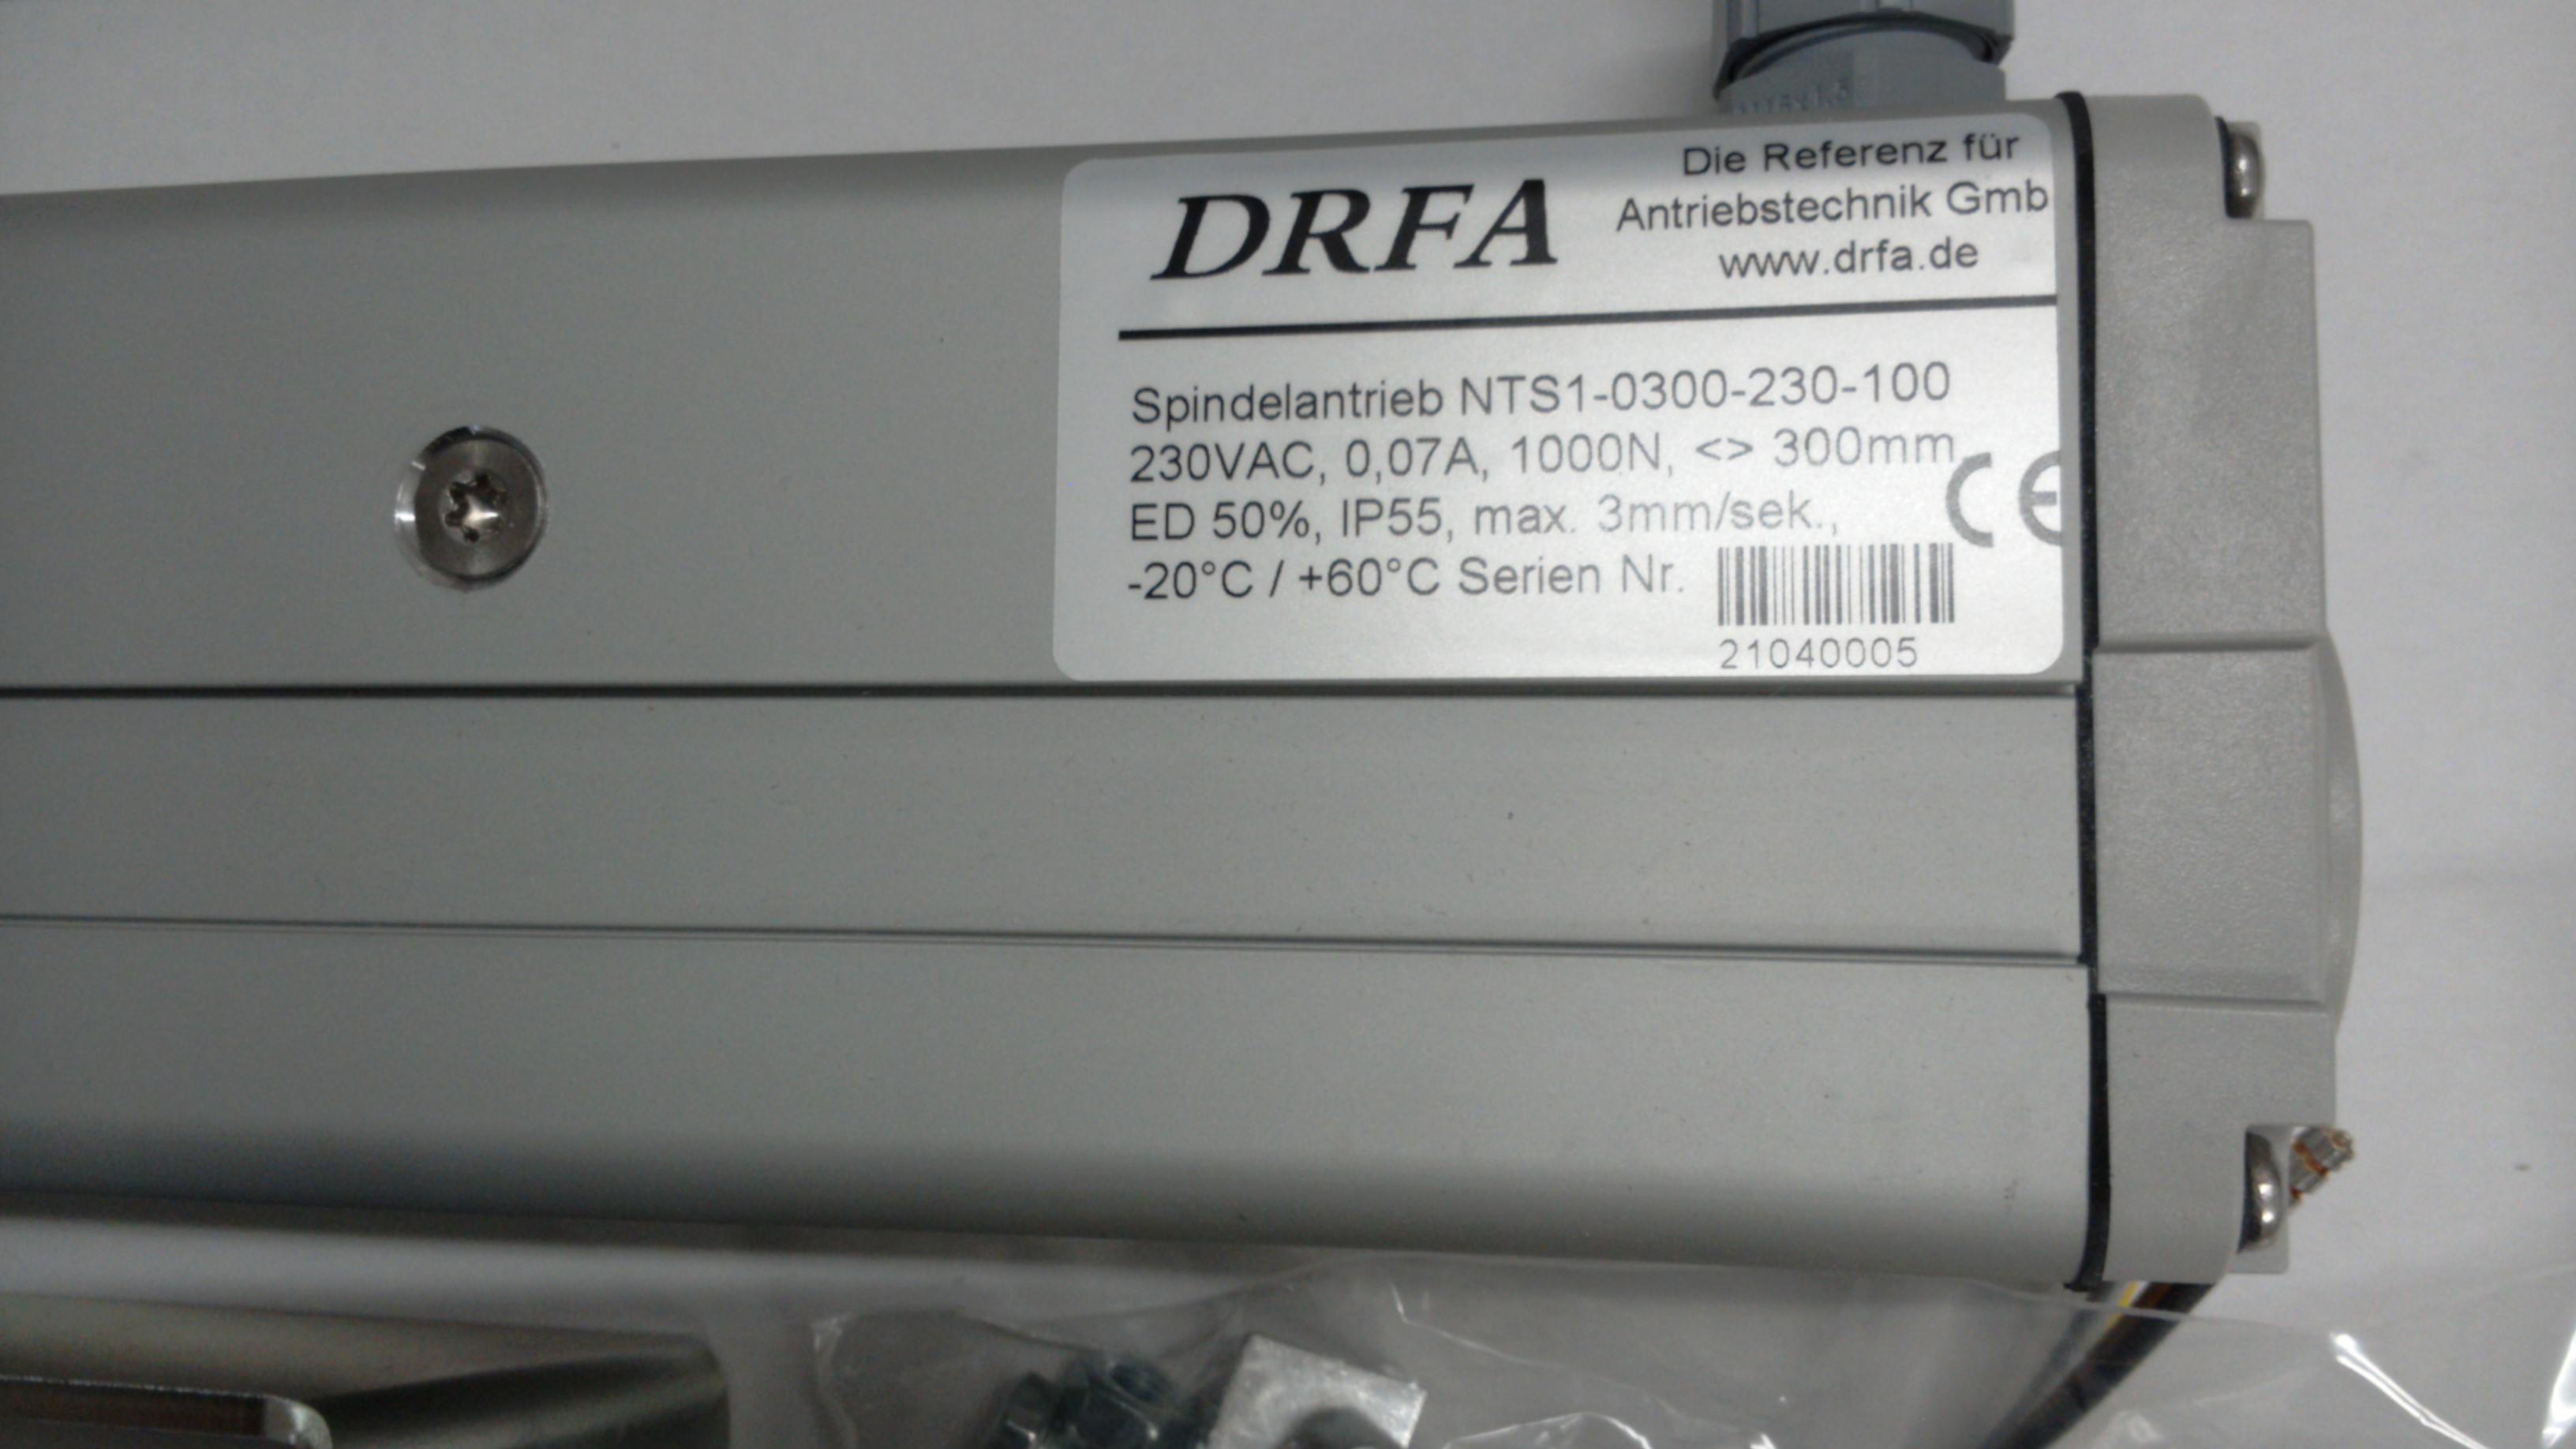 DRFA
Die Referenz für
Antriebstechnik Gmb
www.drfa.de
Spindelantrieb NTS1-0300-230-100
230VAC, 0,07A, 1000N, <> 300mm
ED 50%, IP55, max. 3mm/sek.,
CE
-20°C / +60°C Serien Nr.
21040005